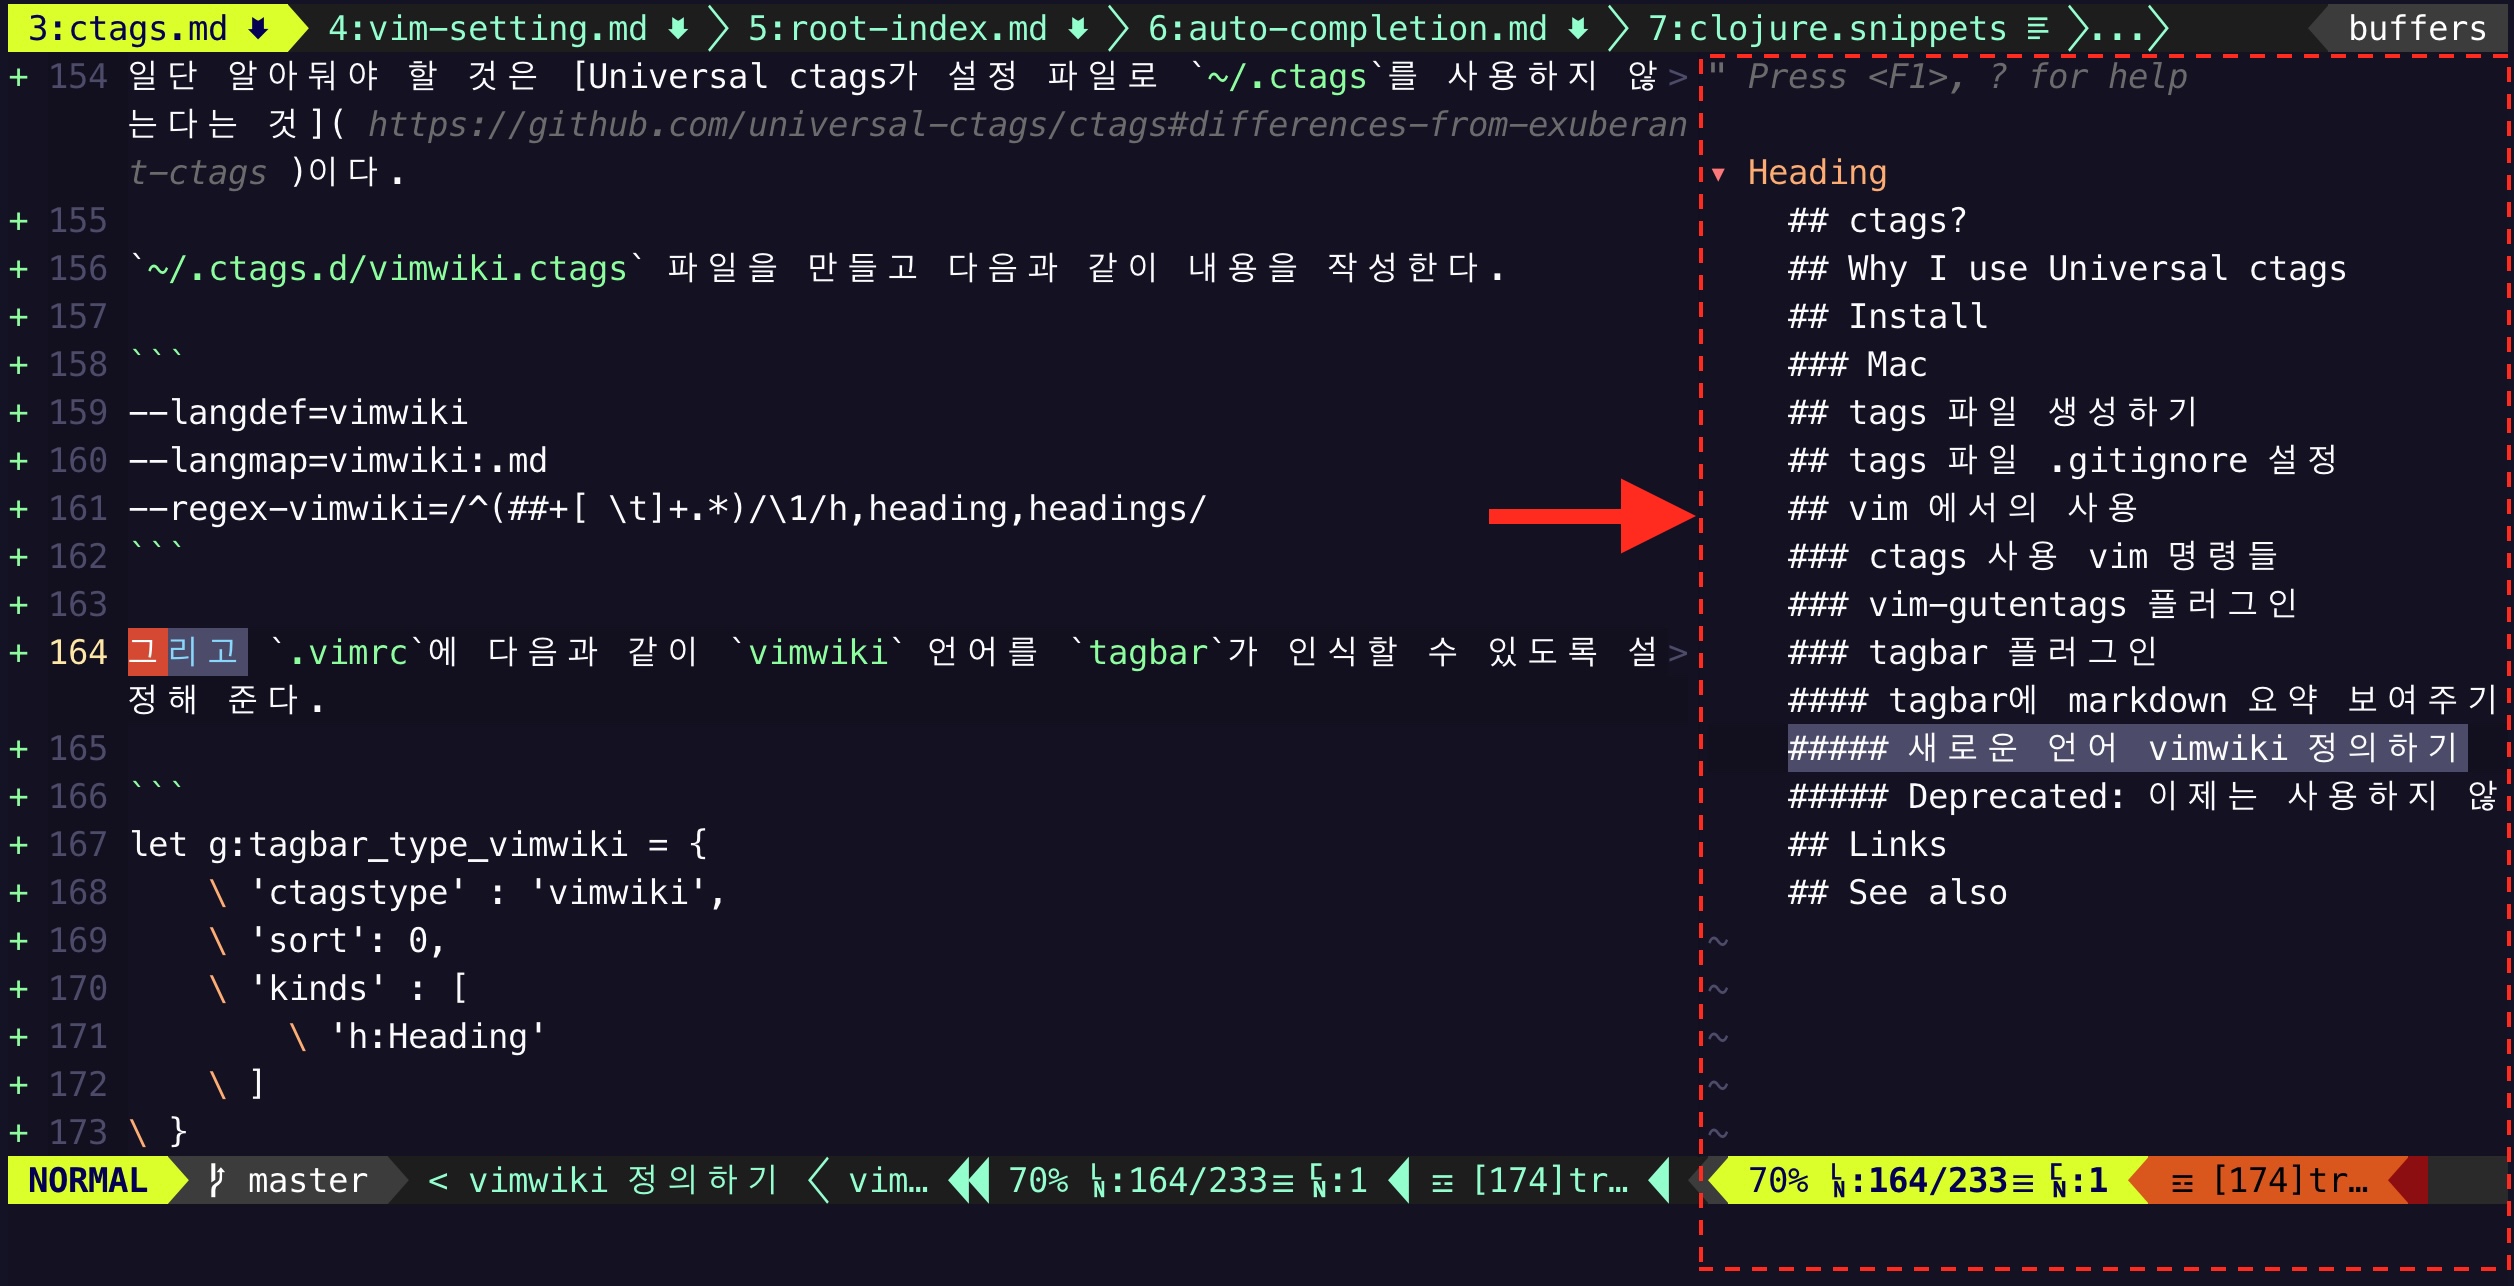 3:ctags.md 4:vim-setting.md 5:root-index.md 6:auto-completion.md 7:clojure.snippets ... buffers
+ 154 일단 알아둬야 할 것은 [Universal ctags가 설정 파일로 `~/.ctags`를 사용하지 않>
는다는 것]( https://github.com/universal-ctags/ctags#differences-from-exuberan
t-ctags )이다.
+ 155
+ 156 `~/.ctags.d/vimwiki.ctags` 파일을 만들고 다음과 같이 내용을 작성한다.
+ 157
+ 158 ```
+ 159 --langdef=vimwiki
+ 160 --langmap=vimwiki:.md
+ 161 --regex-vimwiki=/^(##+[ \t]+.*)/\1/h,heading,headings/
+ 162 ```
+ 163
+ 164 그리고 `.vimrc`에 다음과 같이 `vimwiki` 언어를 `tagbar`가 인식할 수 있도록 설>
정해 준다.
+ 165
+ 166 ```
+ 167 let g:tagbar_type_vimwiki = {
+ 168 \ 'ctagstype' : 'vimwiki',
+ 169 \ 'sort': 0,
+ 170 \ 'kinds' : [
+ 171 \ 'h:Heading'
+ 172 \ ]
+ 173 \ }
" Press <F1>, ? for help
▾ Heading
## ctags?
## Why I use Universal ctags
## Install
### Mac
## tags 파일 생성하기
## tags 파일 .gitignore 설정
## vim 에서의 사용
### ctags 사용 vim 명령들
### vim-gutentags 플러그인
### tagbar 플러그인
#### tagbar에 markdown 요약 보여주기
##### 새로운 언어 vimwiki 정의하기
##### Deprecated: 이제는 사용하지 않
## Links
## See also
~
~
~
~
~
NORMAL master < vimwiki 정의하기 vim… 70% LN:164/233≡ CN:1 ☲ [174]tr… 70% LN:164/233≡ CN:1 ☲ [174]tr…